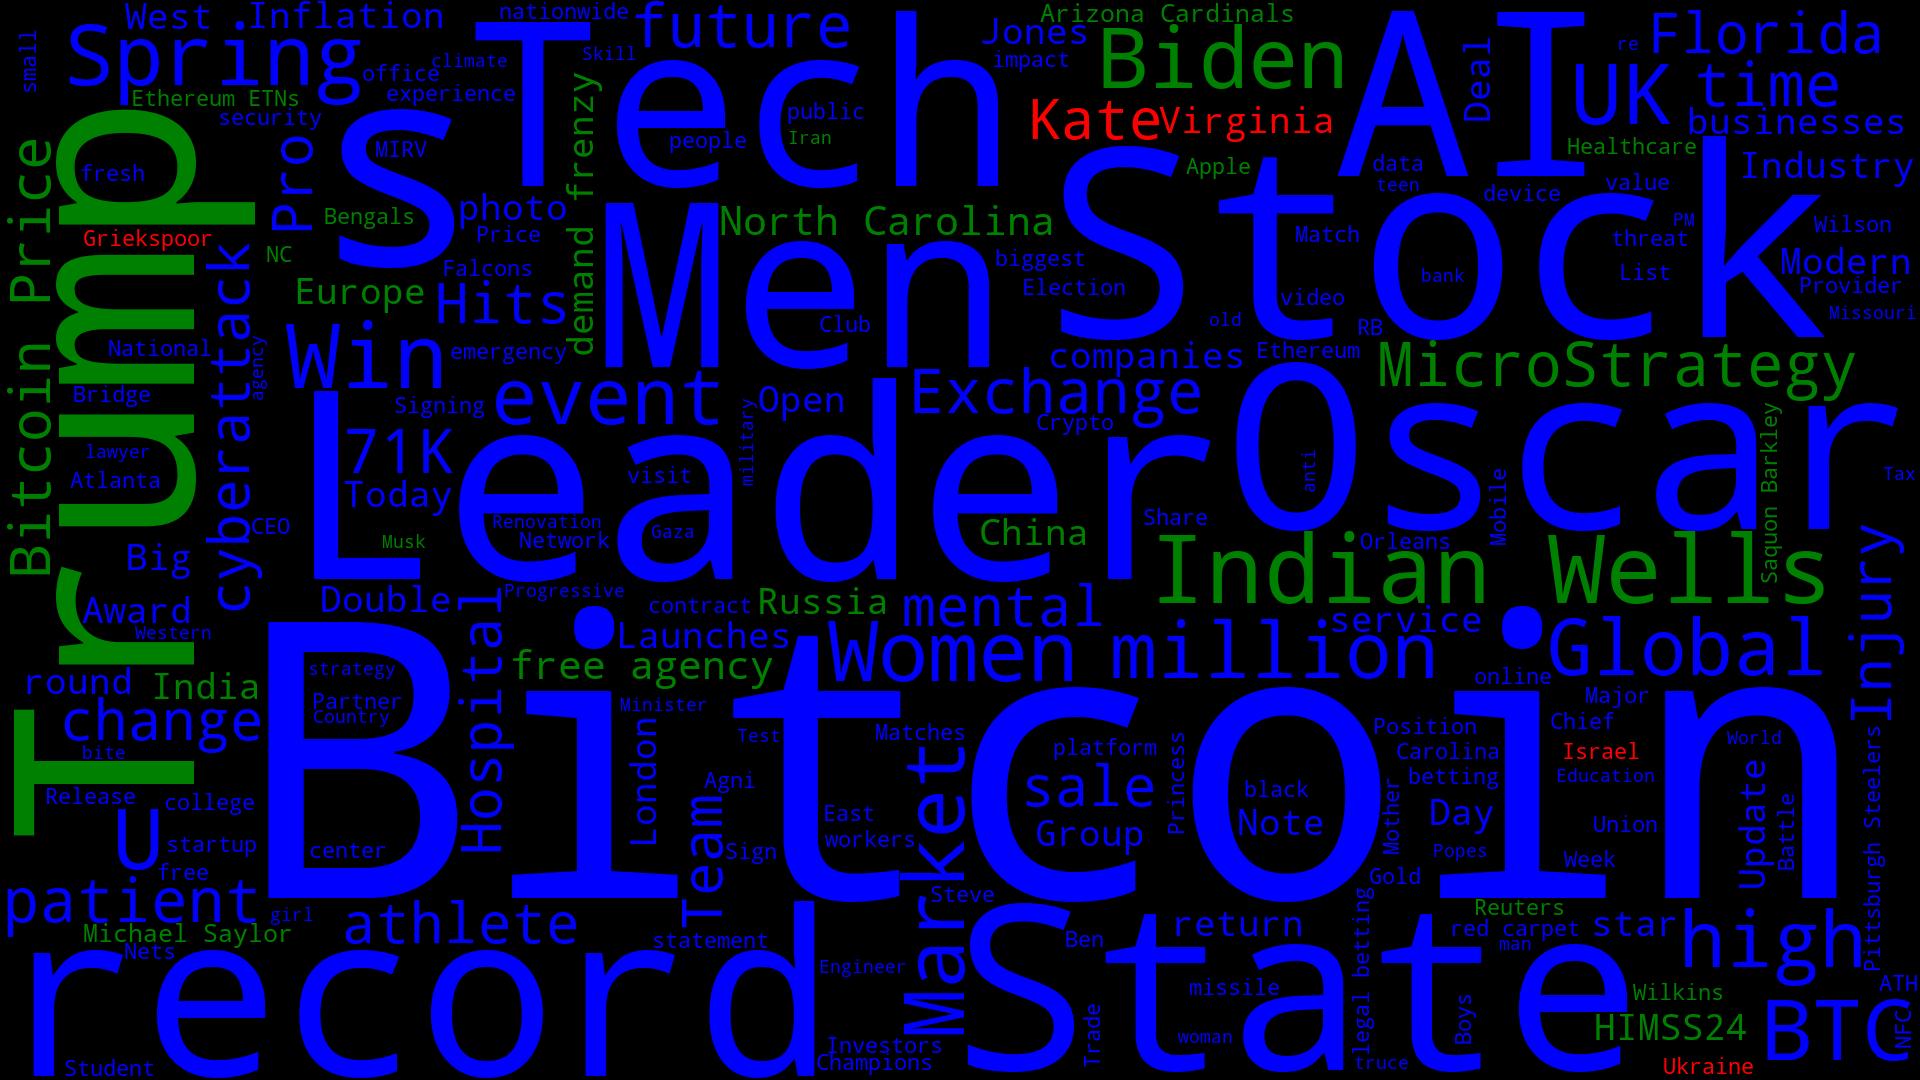 West Inflation
nationwide
future
Arizona Cardinals
Spring
Tech
Jones
Biden
AI
re
Florida
small
office
climate
Skill
impact
Deal
UK
time
Ethereum ETNs
experience
security
public
people
Iran
Kate
Virginia
businesses
Trump
fresh
Pro
s
MIRV
demand frenzy
Apple
Stock
data
teen
Healthcare
device
value
Industry
Bitcoin Price
Griekspoor
cyberattack
NC
Bengals
photo
Price
Men
North Carolina
Match
PM
threat
Wilson
Europe
Falcons
Hits
biggest
Election
video
bank
List
Modern
Provider
Missouri
National
agency
Win
emergency
Club
old
RB
companies
Ethereum
MicroStrategy
Bridge
Signing
event
military
Open
Exchange
Crypto
Oscar
lawyer
Atlanta
71K
Today
Leader
visit
anti
Mobile
Saquon Barkley
Tax
CEO
Musk
Renovation
Network
Gaza
China
Share
Orleans
Indian Wells
Big
Award
Western
Double
Hospital
Progressive
contract
Russia
mental
service
Injury
round
India
strategy
Launches
free agency
Women
million
Global
change
bite
Partner
Country
Bitcoin
Minister
London
Test
Matches
Market
platform
Princess
Position
Carolina
online
Major
Chief
Israel
World
Release
college
U
startup
free
center
Agni
Team
Sign
East
workers
sale
Group
black
Note
Mother
betting
Day
Popes
Education
Union
Week
Update
Battle
Pittsburgh Steelers
patient
girl
Michael Saylor
Nets
athlete
statement
Steve
Gold
legal betting
Reuters
red carpet
man
star
high
record
Engineer
State
Ben
return
missile
Boys
Wilkins
ATH
HIMSS24
BTC
NFC
Student
Investors
Champions
Trade
woman
truce
Ukraine